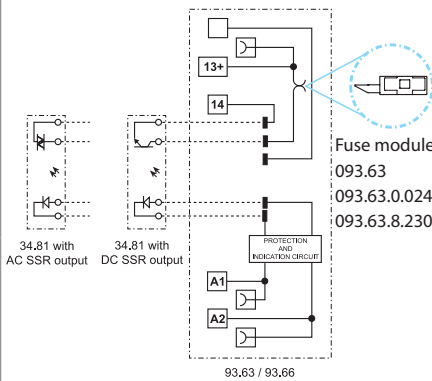 13+
14
Fuse module
093.63
093.63.0.024
093.63.8.230
34.81 with
AC SSR output
34.81 with
DC SSR output
PROTECTION
AND
INDICATION CIRCUIT
A1
A2
93.63 / 93.66